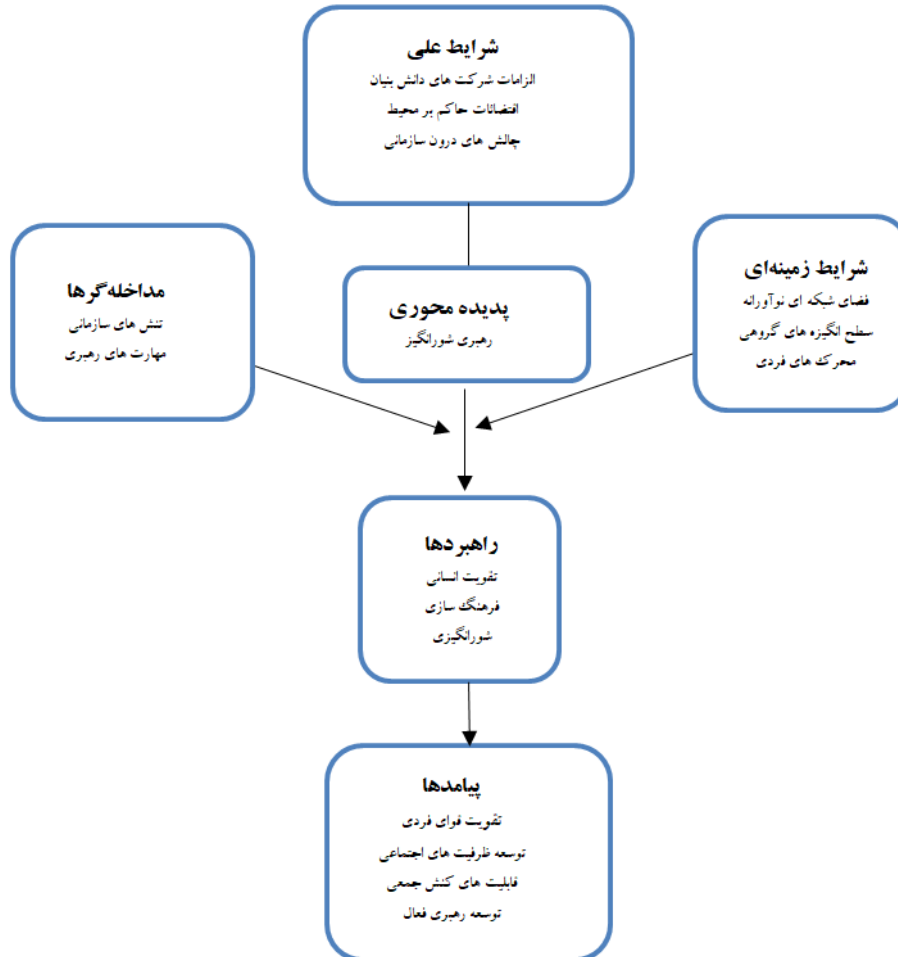 شرایط علی
الزامات شرکت های دانش بنیان
اقتضائات حاکم بر محیط
چالش های درون سازمانی
شرایط زمینه‌ای
فضای شبکه ای نوآورانه
سطح انگیزه های گروهی
محرک های فردی
پدیده محوری
رهبری شورانگیز
مداخله‌گرها
تنش های سازمانی
مهارت های رهبری
راهبردها
تقویت انسانی
فرهنگ سازی
شورانگیزی
پیامدها
تقویت قوای فردی
توسعه ظرفیت های اجتماعی
قابلیت های کنش جمعی
توسعه رهبری فعال